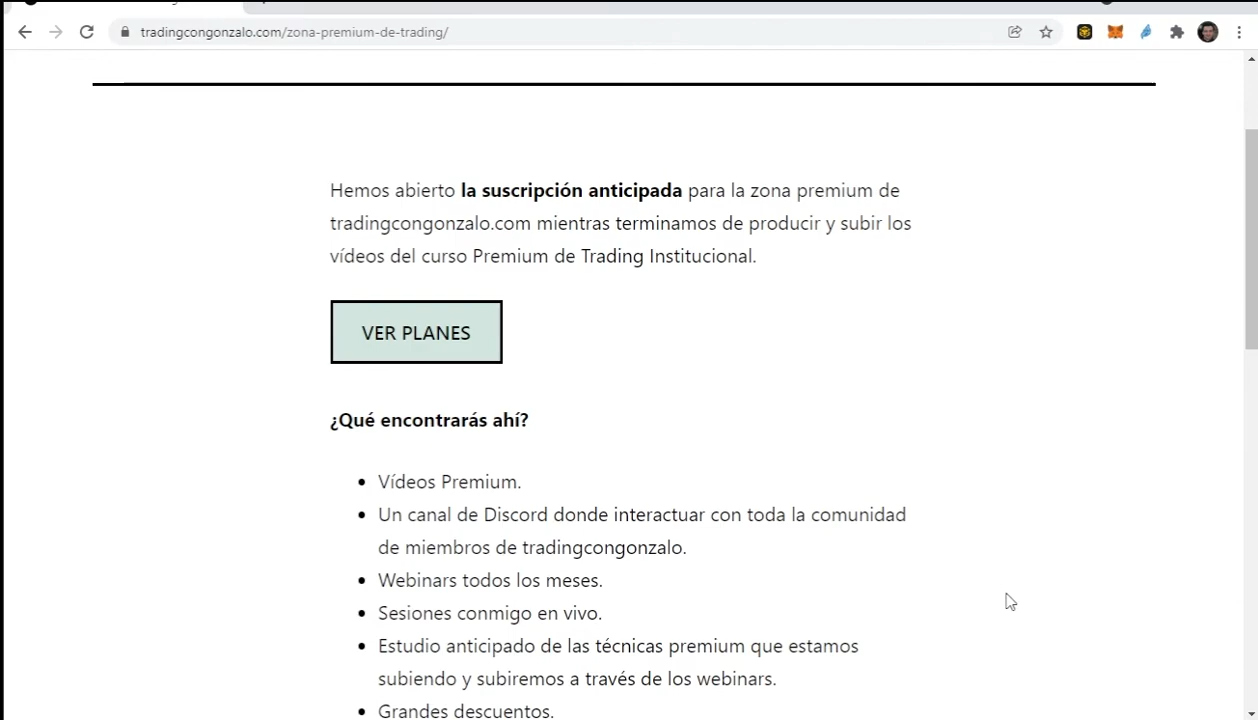 tradingcongonzalo.com/zona-premium-de-trading/
Hemos abierto la suscripción anticipada para la zona premium de
tradingcongonzalo.com mientras terminamos de producir y subir los
vídeos del curso Premium de Trading Institucional.
VER PLANES
¿Qué encontrarás ahí?
Vídeos Premium.
Un canal de Discord donde interactuar con toda la comunidad
de miembros de tradingcongonzalo.
Webinars todos los meses.
Sesiones conmigo en vivo.
Estudio anticipado de las técnicas premium que estamos
subiendo y subiremos a través de los webinars.
Grandes descuentos.